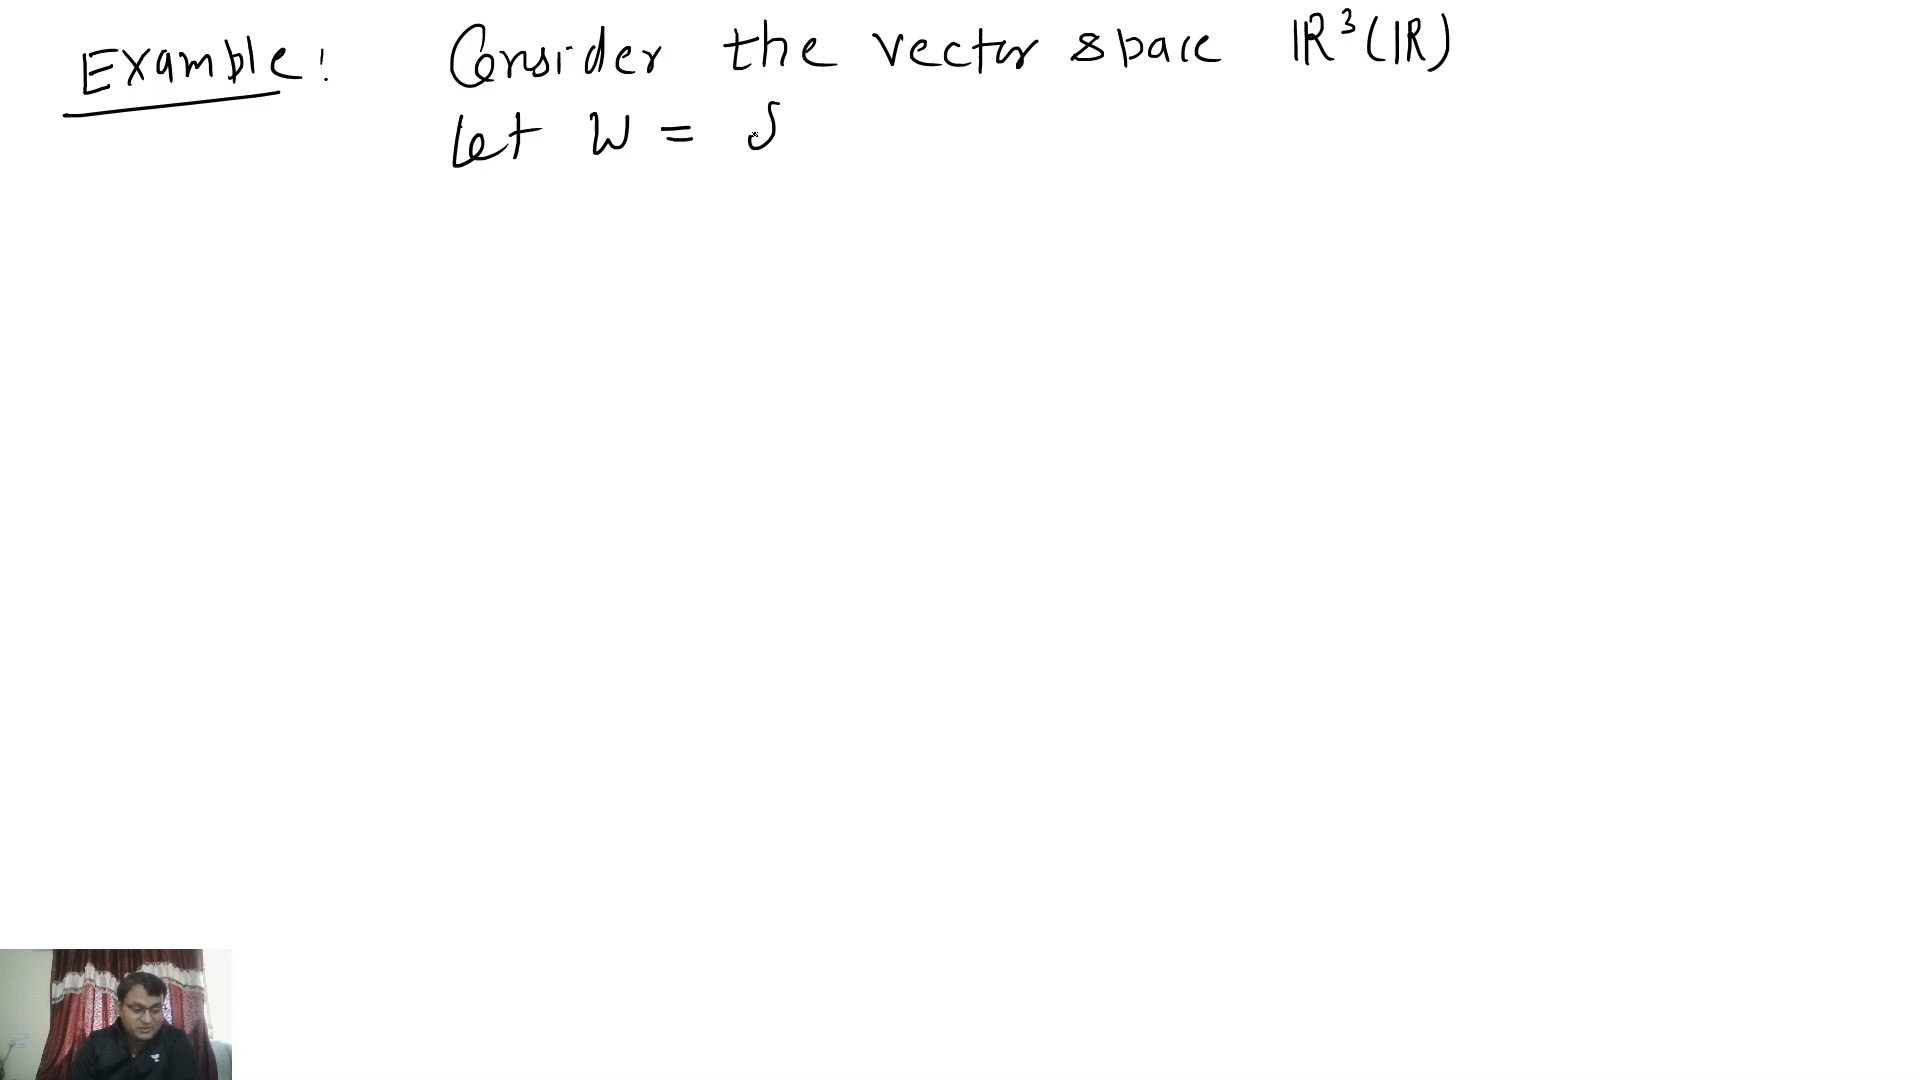 Example: Consider the vector space ℝ³(ℝ)
Let W =